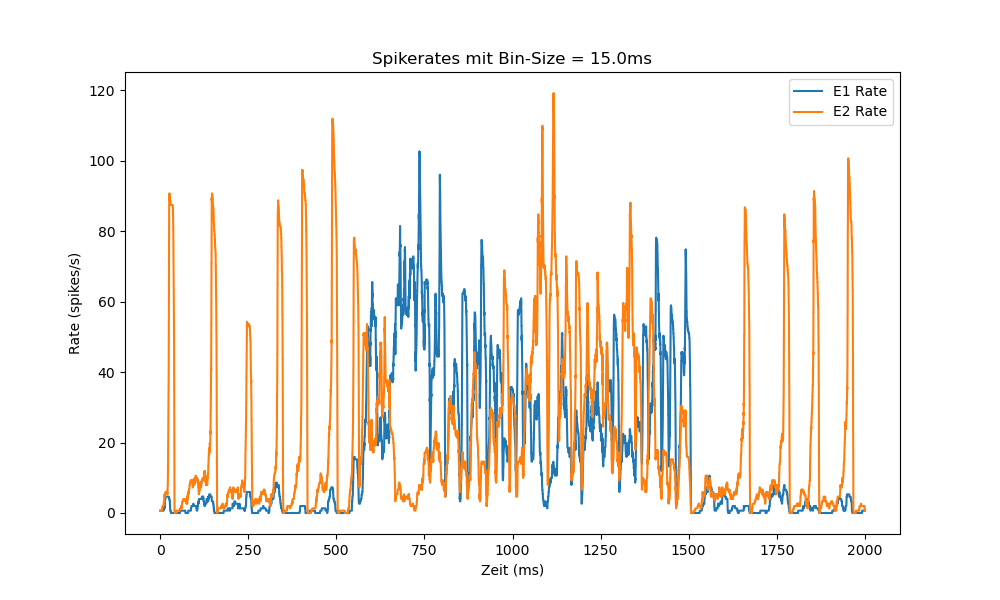 Spikerates mit Bin-Size = 15.0ms
E1 Rate
E2 Rate
120
100
80
60
40
20
0
Rate (spikes/s)
0 250 500 750 1000 1250 1500 1750 2000
Zeit (ms)